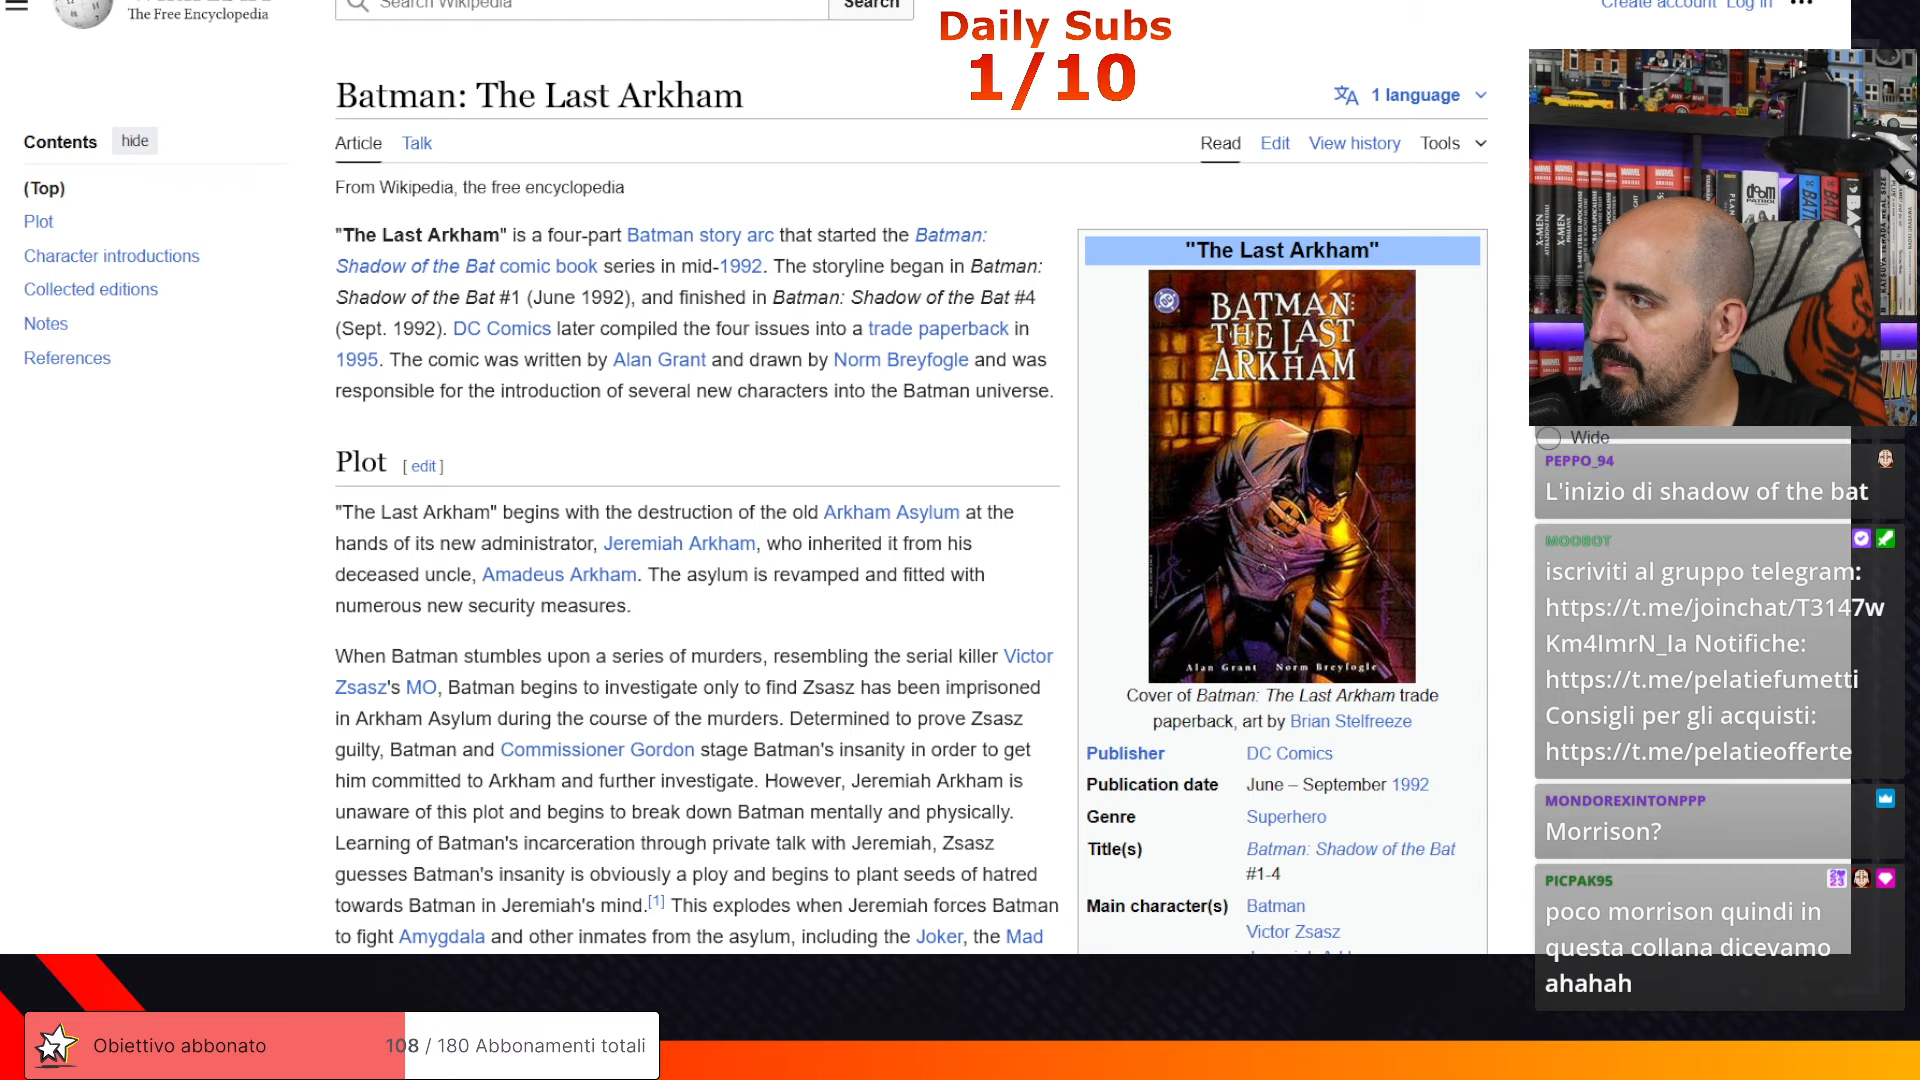 The Free Encyclopedia
Search Wikipedia
Search
Create account Log in
Daily Subs
1/10
Batman: The Last Arkham
1 language
Contents
hide
Article
Talk
Read
Edit
View history
Tools
(Top)
Plot
Character introductions
Collected editions
Notes
References
From Wikipedia, the free encyclopedia
"The Last Arkham" is a four-part Batman story arc that started the Batman:
Shadow of the Bat comic book series in mid-1992. The storyline began in Batman:
Shadow of the Bat #1 (June 1992), and finished in Batman: Shadow of the Bat #4
(Sept. 1992). DC Comics later compiled the four issues into a trade paperback in
1995. The comic was written by Alan Grant and drawn by Norm Breyfogle and was
responsible for the introduction of several new characters into the Batman universe.
Plot [ edit ]
"The Last Arkham" begins with the destruction of the old Arkham Asylum at the
hands of its new administrator, Jeremiah Arkham, who inherited it from his
deceased uncle, Amadeus Arkham. The asylum is revamped and fitted with
numerous new security measures.
When Batman stumbles upon a series of murders, resembling the serial killer Victor
Zsasz's MO, Batman begins to investigate only to find Zsasz has been imprisoned
in Arkham Asylum during the course of the murders. Determined to prove Zsasz
guilty, Batman and Commissioner Gordon stage Batman's insanity in order to get
him committed to Arkham and further investigate. However, Jeremiah Arkham is
unaware of this plot and begins to break down Batman mentally and physically.
Learning of Batman's incarceration through private talk with Jeremiah, Zsasz
guesses Batman's insanity is obviously a ploy and begins to plant seeds of hatred
towards Batman in Jeremiah's mind.[1] This explodes when Jeremiah forces Batman
to fight Amygdala and other inmates from the asylum, including the Joker, the Mad
"The Last Arkham"
BATMAN:
THE LAST
ARKHAM
Alan Grant Norm Breyfogle
Cover of Batman: The Last Arkham trade
paperback, art by Brian Stelfreeze
Publisher DC Comics
Publication date June – September 1992
Genre Superhero
Title(s) Batman: Shadow of the Bat
#1-4
Main character(s) Batman
Victor Zsasz
X-MEN
X-MEN
MARVEL
doom
PATROL
Wide
PEPPO_94
L'inizio di shadow of the bat
MOOBOT
iscriviti al gruppo telegram:
https://t.me/joinchat/T3147w
Km4ImrN_Ia Notifiche:
https://t.me/pelatiefumetti
Consigli per gli acquisti:
https://t.me/pelatieofferte
MONDOREXINTONPPP
Morrison?
PICPAK95
poco morrison quindi in
questa collana dicevamo
ahahah
Obiettivo abbonato
108 / 180 Abbonamenti totali